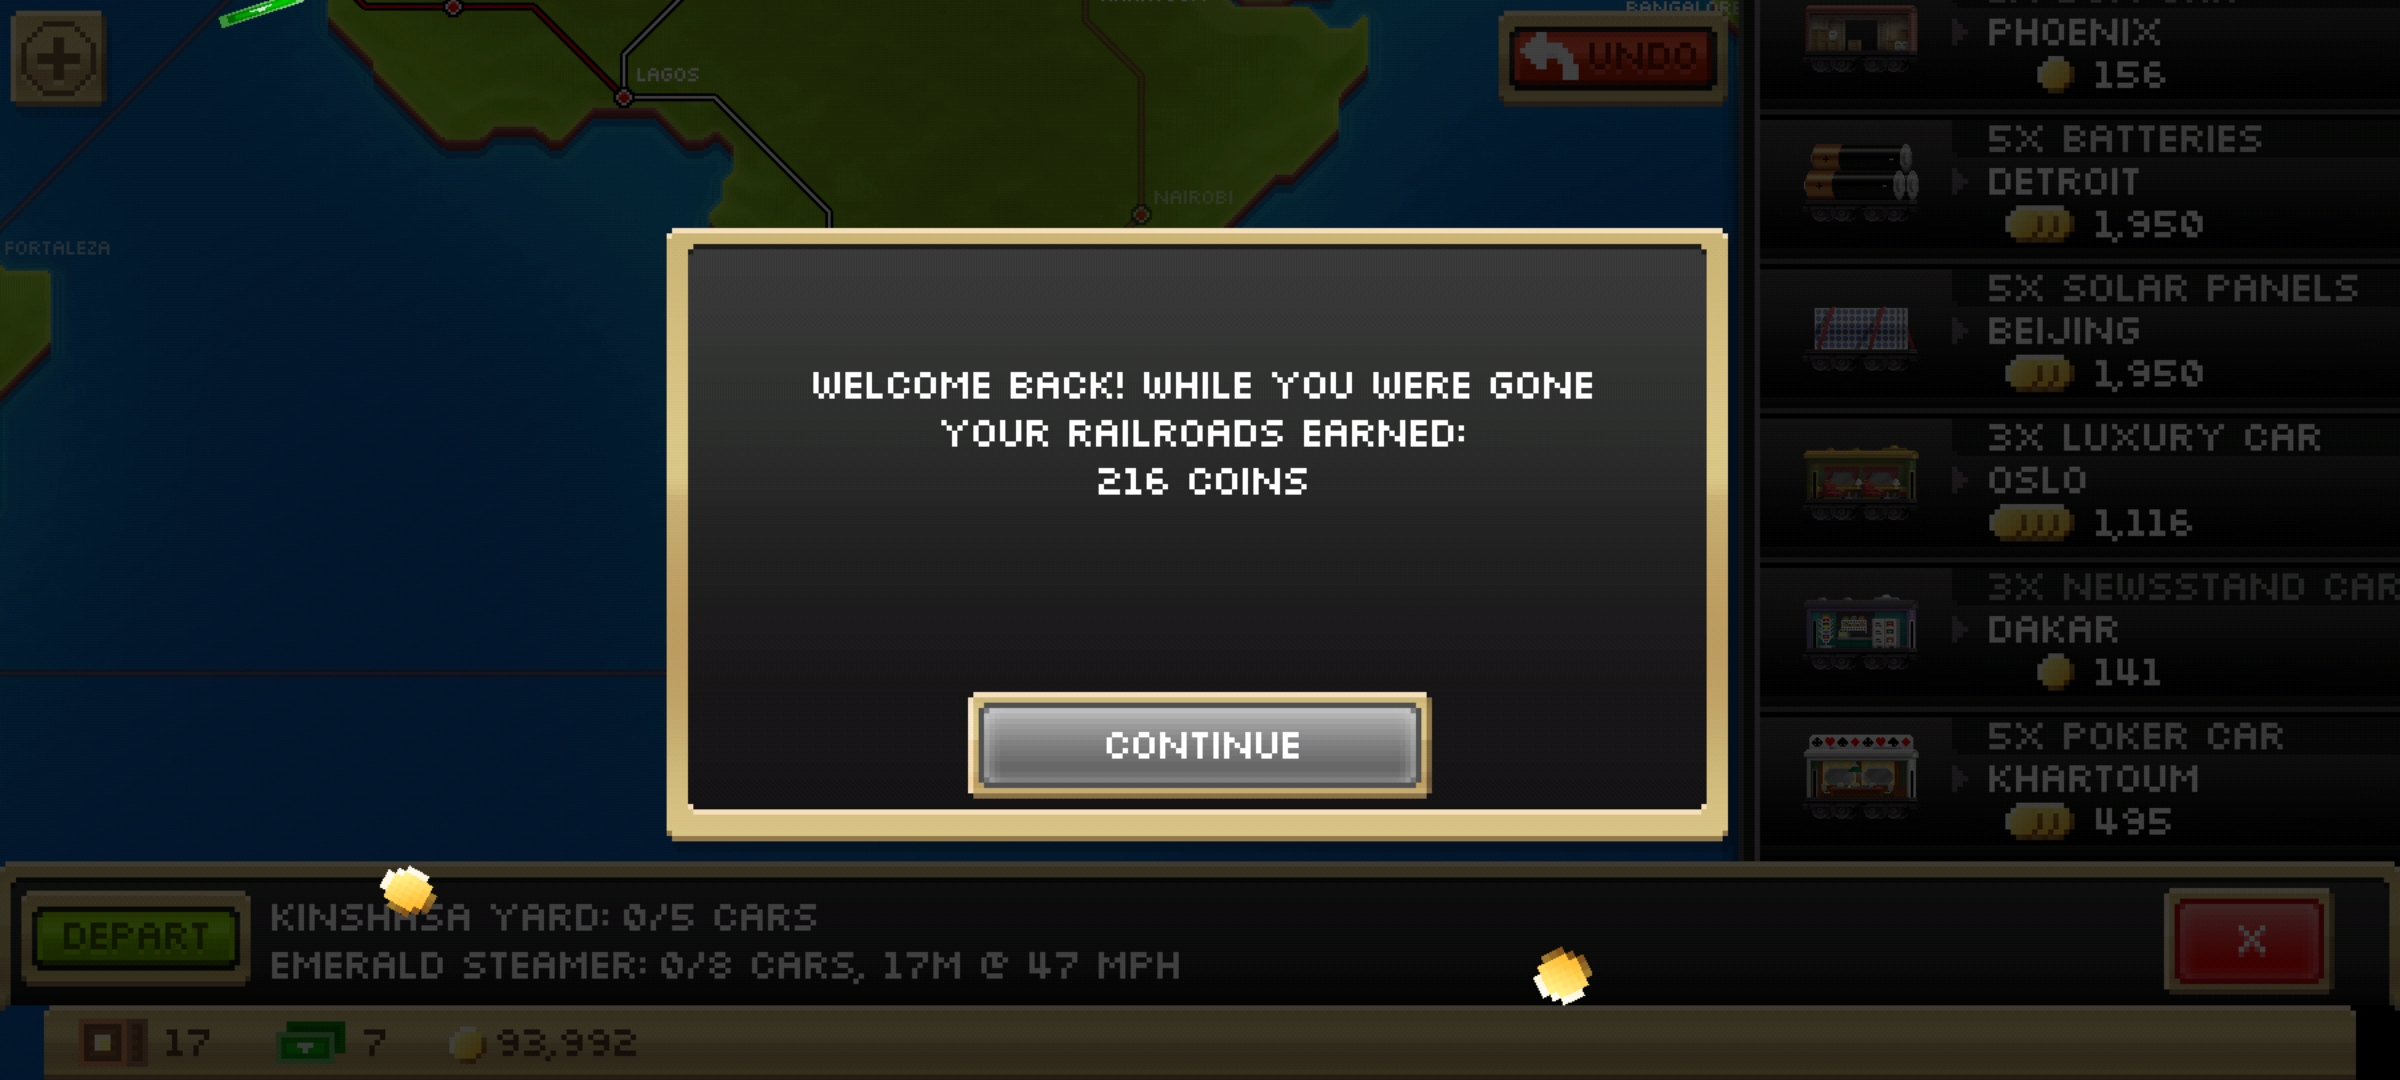 BANGALORE
UNDO
LAGOS
NAIROBI
FORTALEZA
WELCOME BACK! WHILE YOU WERE GONE
YOUR RAILROADS EARNED:
216 COINS
CONTINUE
PHOENIX
156
5X BATTERIES
DETROIT
1,950
5X SOLAR PANELS
BEIJING
1,950
3X LUXURY CAR
OSLO
1,116
3X NEWSSTAND CAR
DAKAR
141
5X POKER CAR
KHARTOUM
495
DEPART
KINSHASA YARD: 0/5 CARS
EMERALD STEAMER: 0/8 CARS, 17M @ 47 MPH
X
17
7
93,992